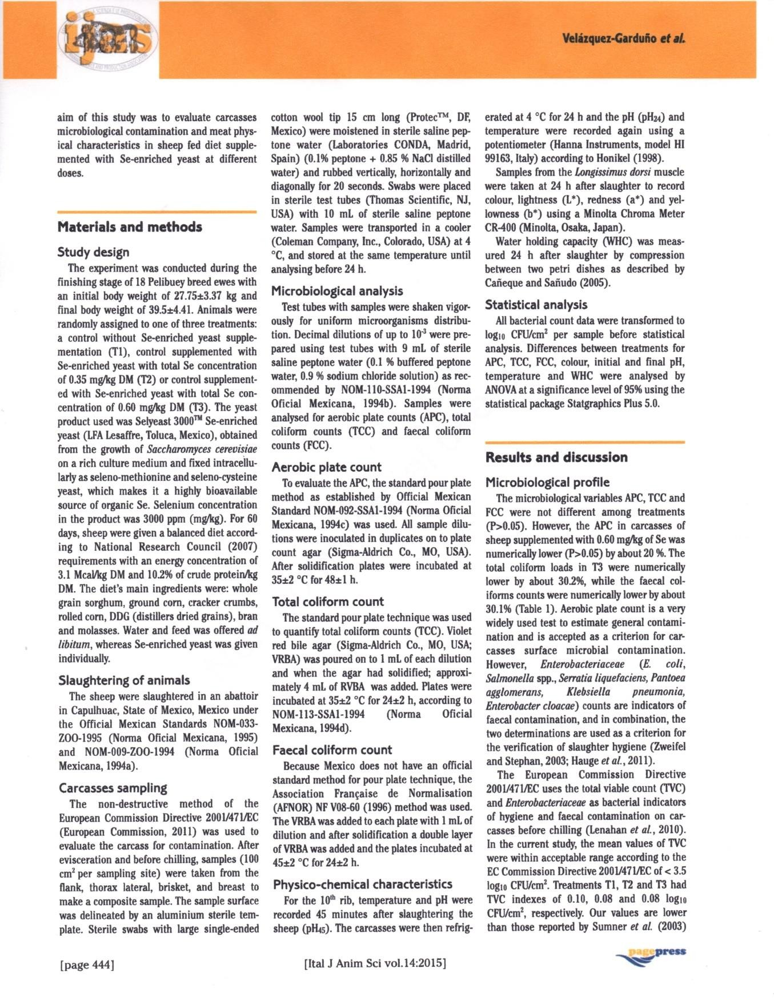 ijas
Velázquez-Garduño et al.
aim of this study was to evaluate carcasses
microbiological contamination and meat phys-
ical characteristics in sheep fed diet supple-
mented with Se-enriched yeast at different
doses.
Materials and methods
Study design
The experiment was conducted during the
finishing stage of 18 Pelibuey breed ewes with
an initial body weight of 27.75±3.37 kg and
final body weight of 39.5±4.41. Animals were
randomly assigned to one of three treatments:
a control without Se-enriched yeast supple-
mentation (T1), control supplemented with
Se-enriched yeast with total Se concentration
of 0.35 mg/kg DM (T2) or control supplement-
ed with Se-enriched yeast with total Se con-
centration of 0.60 mg/kg DM (T3). The yeast
product used was Selyeast 3000™ Se-enriched
yeast (LFA Lesaffre, Toluca, Mexico), obtained
from the growth of Saccharomyces cerevisiae
on a rich culture medium and fixed intracellu-
larly as seleno-methionine and seleno-cysteine
yeast, which makes it a highly bioavailable
source of organic Se. Selenium concentration
in the product was 3000 ppm (mg/kg). For 60
days, sheep were given a balanced diet accord-
ing to National Research Council (2007)
requirements with an energy concentration of
3.1 Mcal/kg DM and 10.2% of crude protein/kg
DM. The diet's main ingredients were: whole
grain sorghum, ground corn, cracker crumbs,
rolled corn, DDG (distillers dried grains), bran
and molasses. Water and feed was offered ad
libitum, whereas Se-enriched yeast was given
individually.
Slaughtering of animals
The sheep were slaughtered in an abattoir
in Capulhuac, State of Mexico, Mexico under
the Official Mexican Standards NOM-033-
ZOO-1995 (Norma Oficial Mexicana, 1995)
and NOM-009-ZOO-1994 (Norma Oficial
Mexicana, 1994a).
Carcasses sampling
The non-destructive method of the
European Commission Directive 2001/471/EC
(European Commission, 2011) was used to
evaluate the carcass for contamination. After
evisceration and before chilling, samples (100
cm² per sampling site) were taken from the
flank, thorax lateral, brisket, and breast to
make a composite sample. The sample surface
was delineated by an aluminium sterile tem-
plate. Sterile swabs with large single-ended
cotton wool tip 15 cm long (Protec™, DF,
Mexico) were moistened in sterile saline pep-
tone water (Laboratories CONDA, Madrid,
Spain) (0.1% peptone + 0.85 % NaCl distilled
water) and rubbed vertically, horizontally and
diagonally for 20 seconds. Swabs were placed
in sterile test tubes (Thomas Scientific, NJ,
USA) with 10 mL of sterile saline peptone
water. Samples were transported in a cooler
(Coleman Company, Inc., Colorado, USA) at 4
°C, and stored at the same temperature until
analysing before 24 h.
Microbiological analysis
Test tubes with samples were shaken vigor-
ously for uniform microorganisms distribu-
tion. Decimal dilutions of up to 10⁻³ were pre-
pared using test tubes with 9 mL of sterile
saline peptone water (0.1 % buffered peptone
water, 0.9 % sodium chloride solution) as rec-
ommended by NOM-110-SSA1-1994 (Norma
Oficial Mexicana, 1994b). Samples were
analysed for aerobic plate counts (APC), total
coliform counts (TCC) and faecal coliform
counts (FCC).
Aerobic plate count
To evaluate the APC, the standard pour plate
method as established by Official Mexican
Standard NOM-092-SSA1-1994 (Norma Oficial
Mexicana, 1994c) was used. All sample dilu-
tions were inoculated in duplicates on to plate
count agar (Sigma-Aldrich Co., MO, USA).
After solidification plates were incubated at
35±2 °C for 48±1 h.
Total coliform count
The standard pour plate technique was used
to quantify total coliform counts (TCC). Violet
red bile agar (Sigma-Aldrich Co., MO, USA;
VRBA) was poured on to 1 mL of each dilution
and when the agar had solidified; approxi-
mately 4 mL of RVBA was added. Plates were
incubated at 35±2 °C for 24±2 h, according to
NOM-113-SSA1-1994 (Norma Oficial
Mexicana, 1994d).
Faecal coliform count
Because Mexico does not have an official
standard method for pour plate technique, the
Association Française de Normalisation
(AFNOR) NF V08-60 (1996) method was used.
The VRBA was added to each plate with 1 mL of
dilution and after solidification a double layer
of VRBA was added and the plates incubated at
45±2 °C for 24±2 h.
Physico-chemical characteristics
For the 10th rib, temperature and pH were
recorded 45 minutes after slaughtering the
sheep (pH45). The carcasses were then refrig-
erated at 4 °C for 24 h and the pH (pH24) and
temperature were recorded again using a
potentiometer (Hanna Instruments, model HI
99163, Italy) according to Honikel (1998).
Samples from the Longissimus dorsi muscle
were taken at 24 h after slaughter to record
colour, lightness (L*), redness (a*) and yel-
lowness (b*) using a Minolta Chroma Meter
CR-400 (Minolta, Osaka, Japan).
Water holding capacity (WHC) was meas-
ured 24 h after slaughter by compression
between two petri dishes as described by
Cañeque and Sañudo (2005).
Statistical analysis
All bacterial count data were transformed to
log10 CFU/cm² per sample before statistical
analysis. Differences between treatments for
APC, TCC, FCC, colour, initial and final pH,
temperature and WHC were analysed by
ANOVA at a significance level of 95% using the
statistical package Statgraphics Plus 5.0.
Results and discussion
Microbiological profile
The microbiological variables APC, TCC and
FCC were not different among treatments
(P>0.05). However, the APC in carcasses of
sheep supplemented with 0.60 mg/kg of Se was
numerically lower (P>0.05) by about 20 %. The
total coliform loads in T3 were numerically
lower by about 30.2%, while the faecal col-
iforms counts were numerically lower by about
30.1% (Table 1). Aerobic plate count is a very
widely used test to estimate general contami-
nation and is accepted as a criterion for car-
casses surface microbial contamination.
However, Enterobacteriaceae (E. coli,
Salmonella spp., Serratia liquefaciens, Pantoea
agglomerans, Klebsiella pneumonia,
Enterobacter cloacae) counts are indicators of
faecal contamination, and in combination, the
two determinations are used as a criterion for
the verification of slaughter hygiene (Zweifel
and Stephan, 2003; Hauge et al., 2011).
The European Commission Directive
2001/471/EC uses the total viable count (TVC)
and Enterobacteriaceae as bacterial indicators
of hygiene and faecal contamination on car-
casses before chilling (Lenahan et al., 2010).
In the current study, the mean values of TVC
were within acceptable range according to the
EC Commission Directive 2001/471/EC of < 3.5
log10 CFU/cm². Treatments T1, T2 and T3 had
TVC indexes of 0.10, 0.08 and 0.08 log10
CFU/cm², respectively. Our values are lower
than those reported by Sumner et al. (2003)
[page 444]
[Ital J Anim Sci vol.14:2015]
pagepress